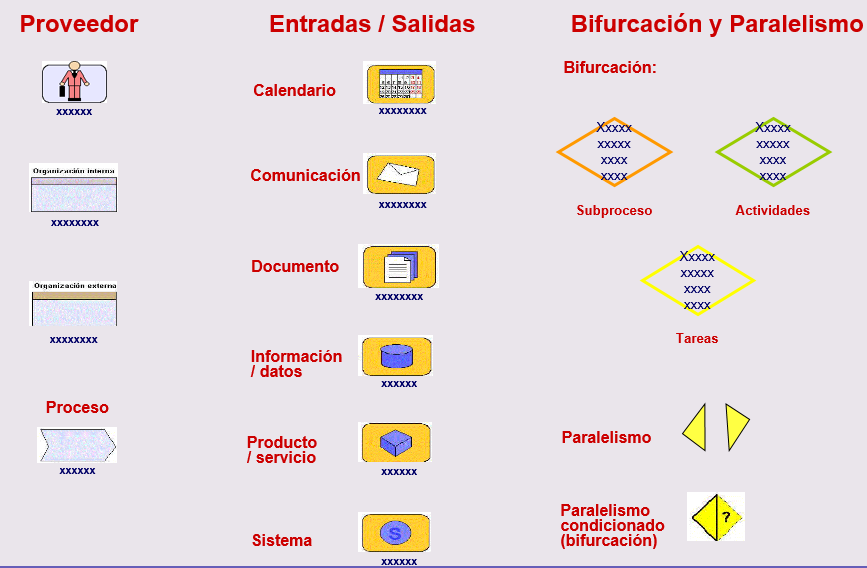 Proveedor
xxxxxx
Organización interna
xxxxxxxx
Organización externa
xxxxxxxx
Proceso
xxxxxx
Entradas / Salidas
Calendario
xxxxxxxx
Comunicación
xxxxxxxx
Documento
xxxxxxxx
Información
/ datos
xxxxxx
Producto
/ servicio
xxxxxx
Sistema
S
xxxxxx
Bifurcación y Paralelismo
Bifurcación:
Xxxxx
xxxxx
xxxx
xxxx
Subproceso
Xxxxx
xxxxx
xxxx
xxxx
Actividades
Xxxxx
xxxxx
xxxx
xxxx
Tareas
Paralelismo
Paralelismo
condicionado
(bifurcación)
?